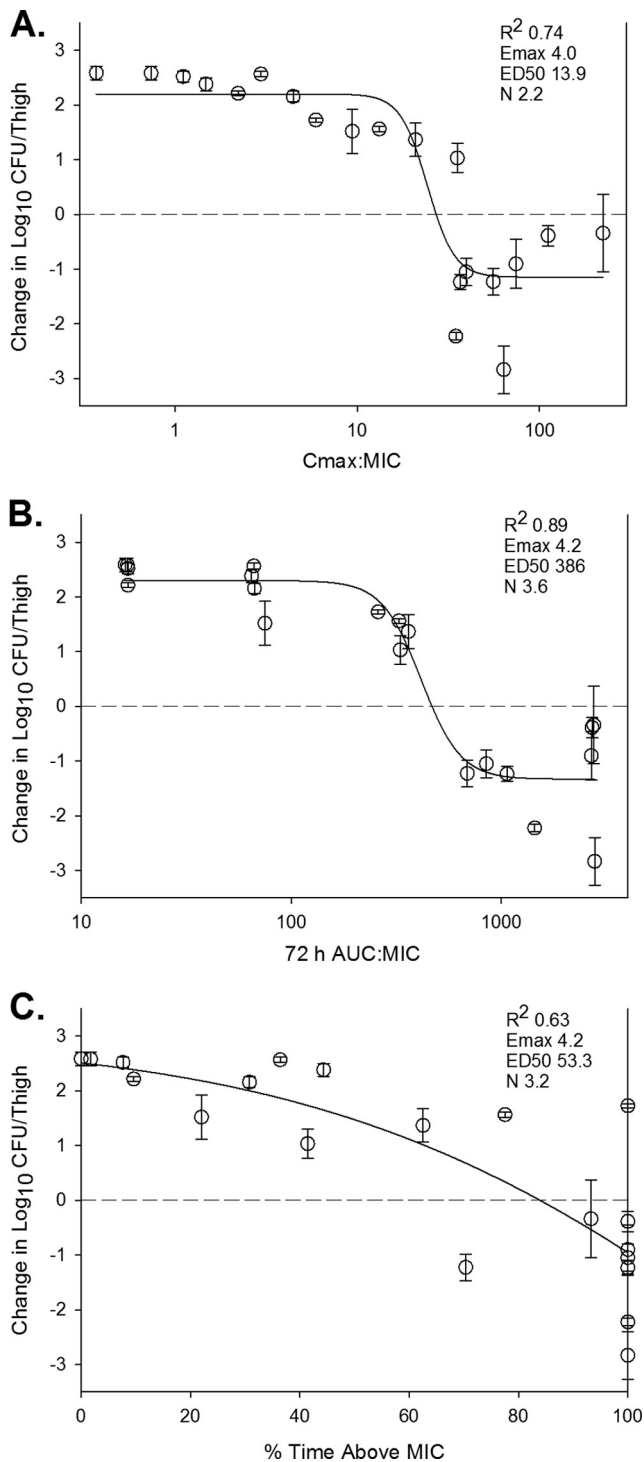 A.
R2 0.74
Emax 4.0
ED50 13.9
N 2.2
3
2
1
0
-1
-2
-3
Change in Log10 CFU/Thigh
1 10 100
Cmax:MIC
B.
R2 0.89
Emax 4.2
ED50 386
N 3.6
3
2
1
0
-1
-2
-3
Change in Log10 CFU/Thigh
10 100 1000
72 h AUC:MIC
C.
R2 0.63
Emax 4.2
ED50 53.3
N 3.2
3
2
1
0
-1
-2
-3
Change in Log10 CFU/Thigh
0 20 40 60 80 100
% Time Above MIC